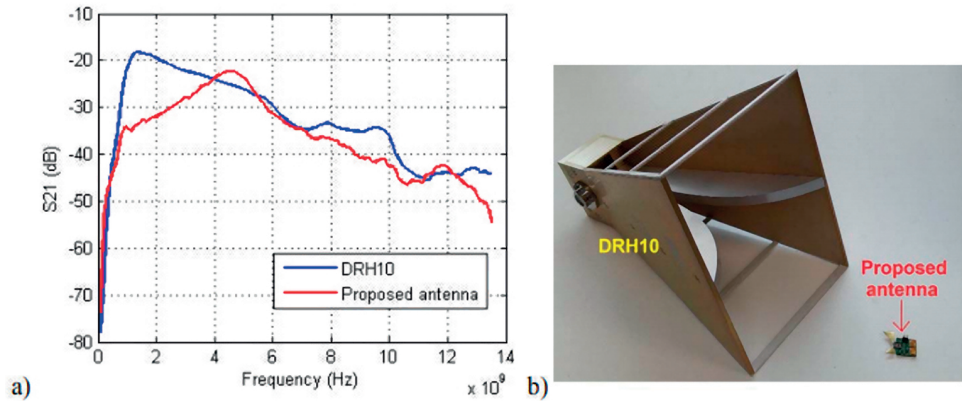 -10
-20
-30
-40
-50
-60
-70
-80
S21 (dB)
DRH10
Proposed antenna
0 2 4 6 8 10 12 14
Frequency (Hz)
x 10⁹
a)
DRH10
Proposed
antenna
b)